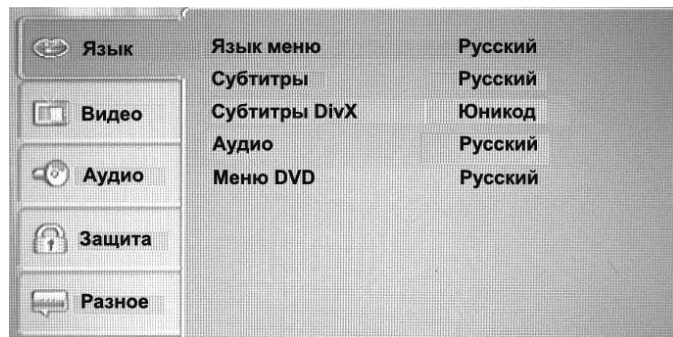 Язык
Видео
Аудио
Защита
Разное
Язык меню Русский
Субтитры Русский
Субтитры DivX Юникод
Аудио Русский
Меню DVD Русский